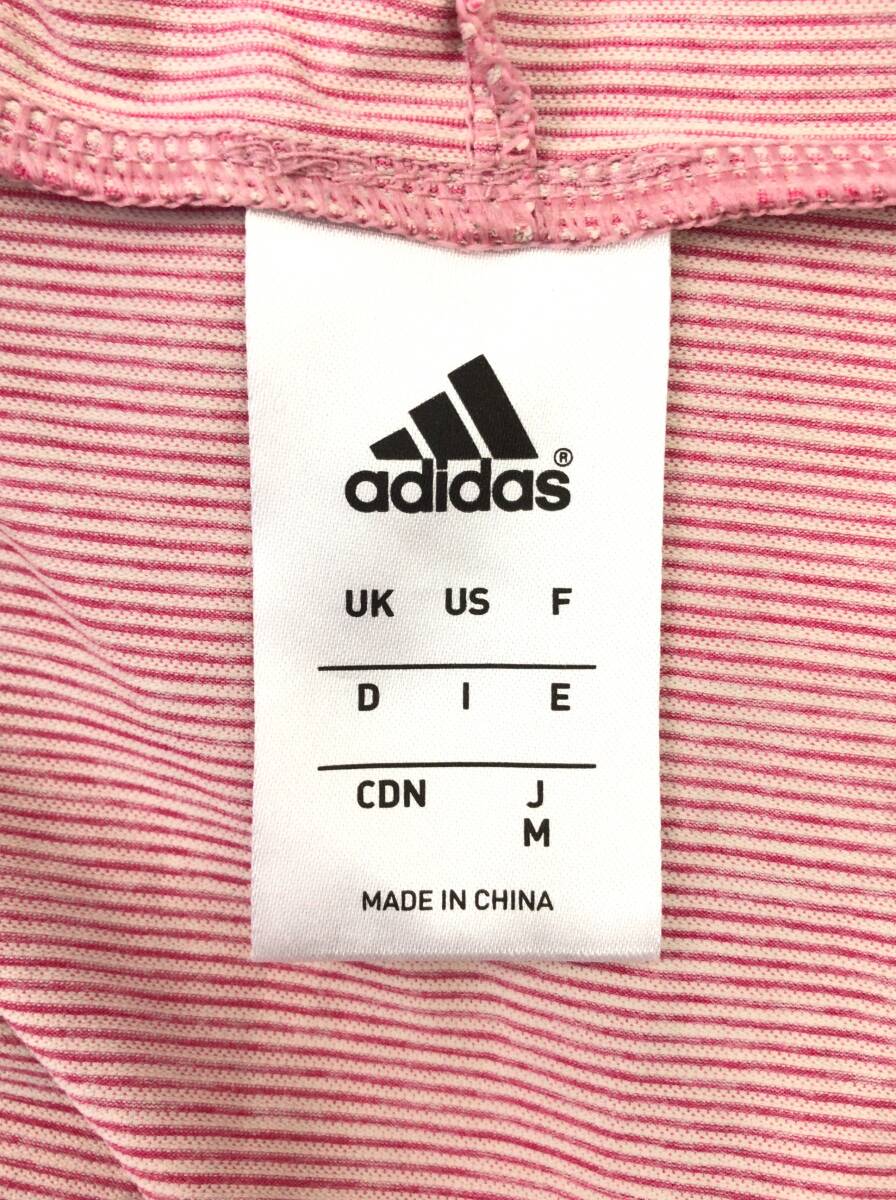 adidas®
UK US F
D I E
CDN J
M
MADE IN CHINA